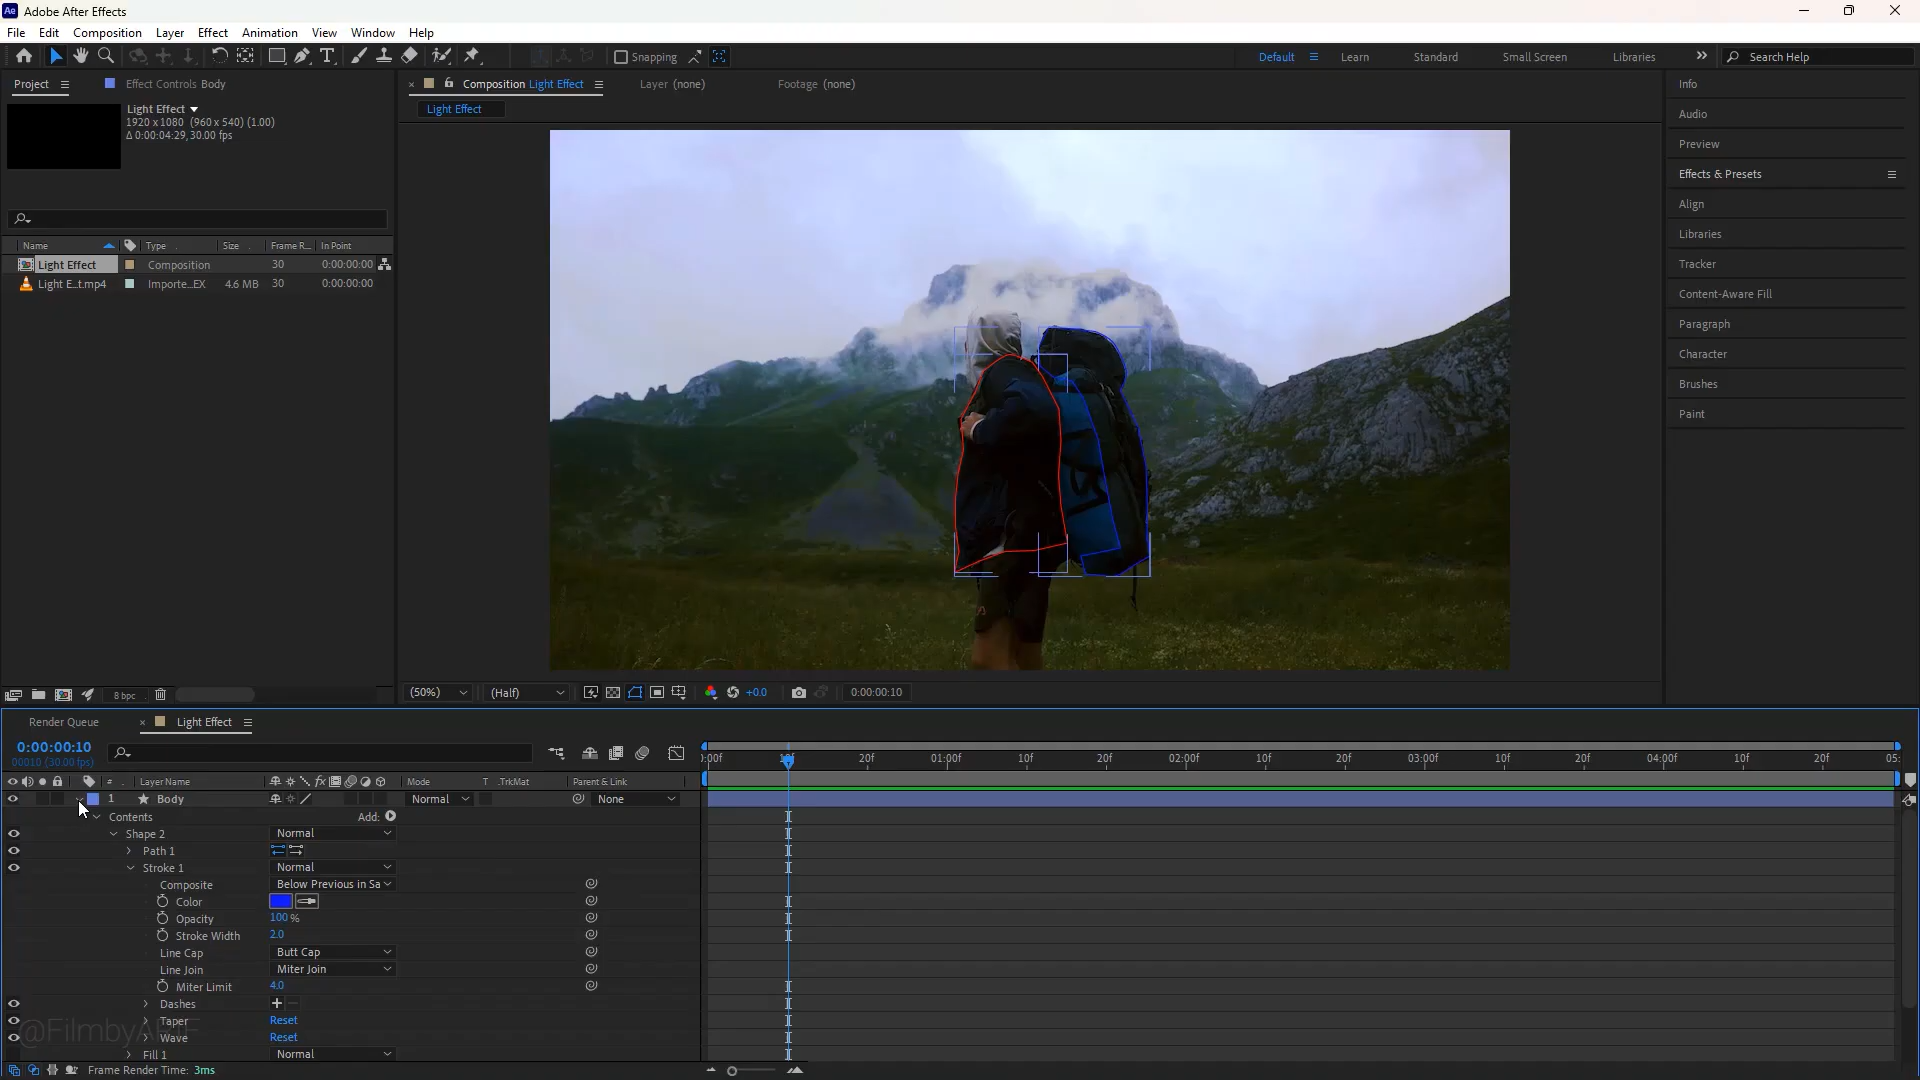 Ae Adobe After Effects
File Edit Composition Layer Effect Animation View Window Help
Snapping Default Learn Standard Small Screen Libraries Search Help
Project Effect Controls Body
Composition Light Effect Layer (none) Footage (none)
Light Effect
Light Effect
1920 x 1080 (960 x 540) (1.00)
Δ 0:00:04:29, 30.00 fps
Name Type Size Frame R... In Point
Light Effect Composition 30 0:00:00:00
Light E...t.mp4 Importe...EX 4.6 MB 30 0:00:00:00
Info
Audio
Preview
Effects & Presets
Align
Libraries
Tracker
Content-Aware Fill
Paragraph
Character
Brushes
Paint
8 bpc
(50%) (Half) +0.0 0:00:00:10
Render Queue Light Effect
0:00:00:10
00010 (30.00 fps)
:00f 10f 20f 01:00f 10f 20f 02:00f 10f 20f 03:00f 10f 20f 04:00f 10f 20f 05:
# Layer Name fx Mode T .TrkMat Parent & Link
1 Body Normal None
Contents Add:
Shape 2 Normal
Path 1
Stroke 1 Normal
Composite Below Previous in Sa
Color
Opacity 100 %
Stroke Width 2.0
Line Cap Butt Cap
Line Join Miter Join
Miter Limit 4.0
Dashes
Taper Reset
Wave Reset
Fill 1 Normal
Frame Render Time: 3ms